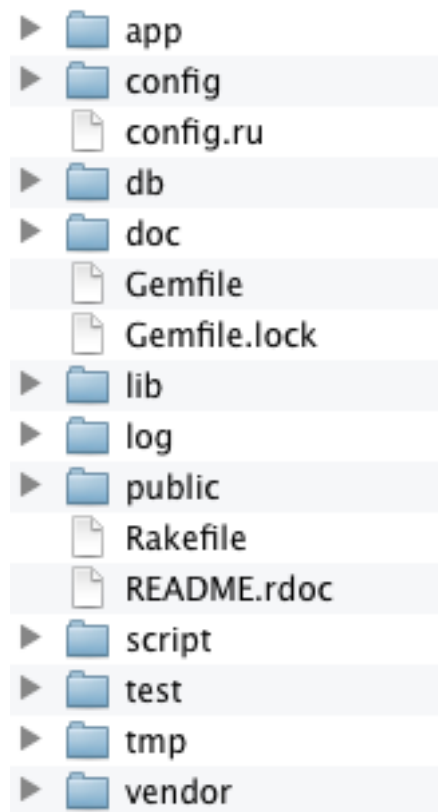 app
config
config.ru
db
doc
Gemfile
Gemfile.lock
lib
log
public
Rakefile
README.rdoc
script
test
tmp
vendor